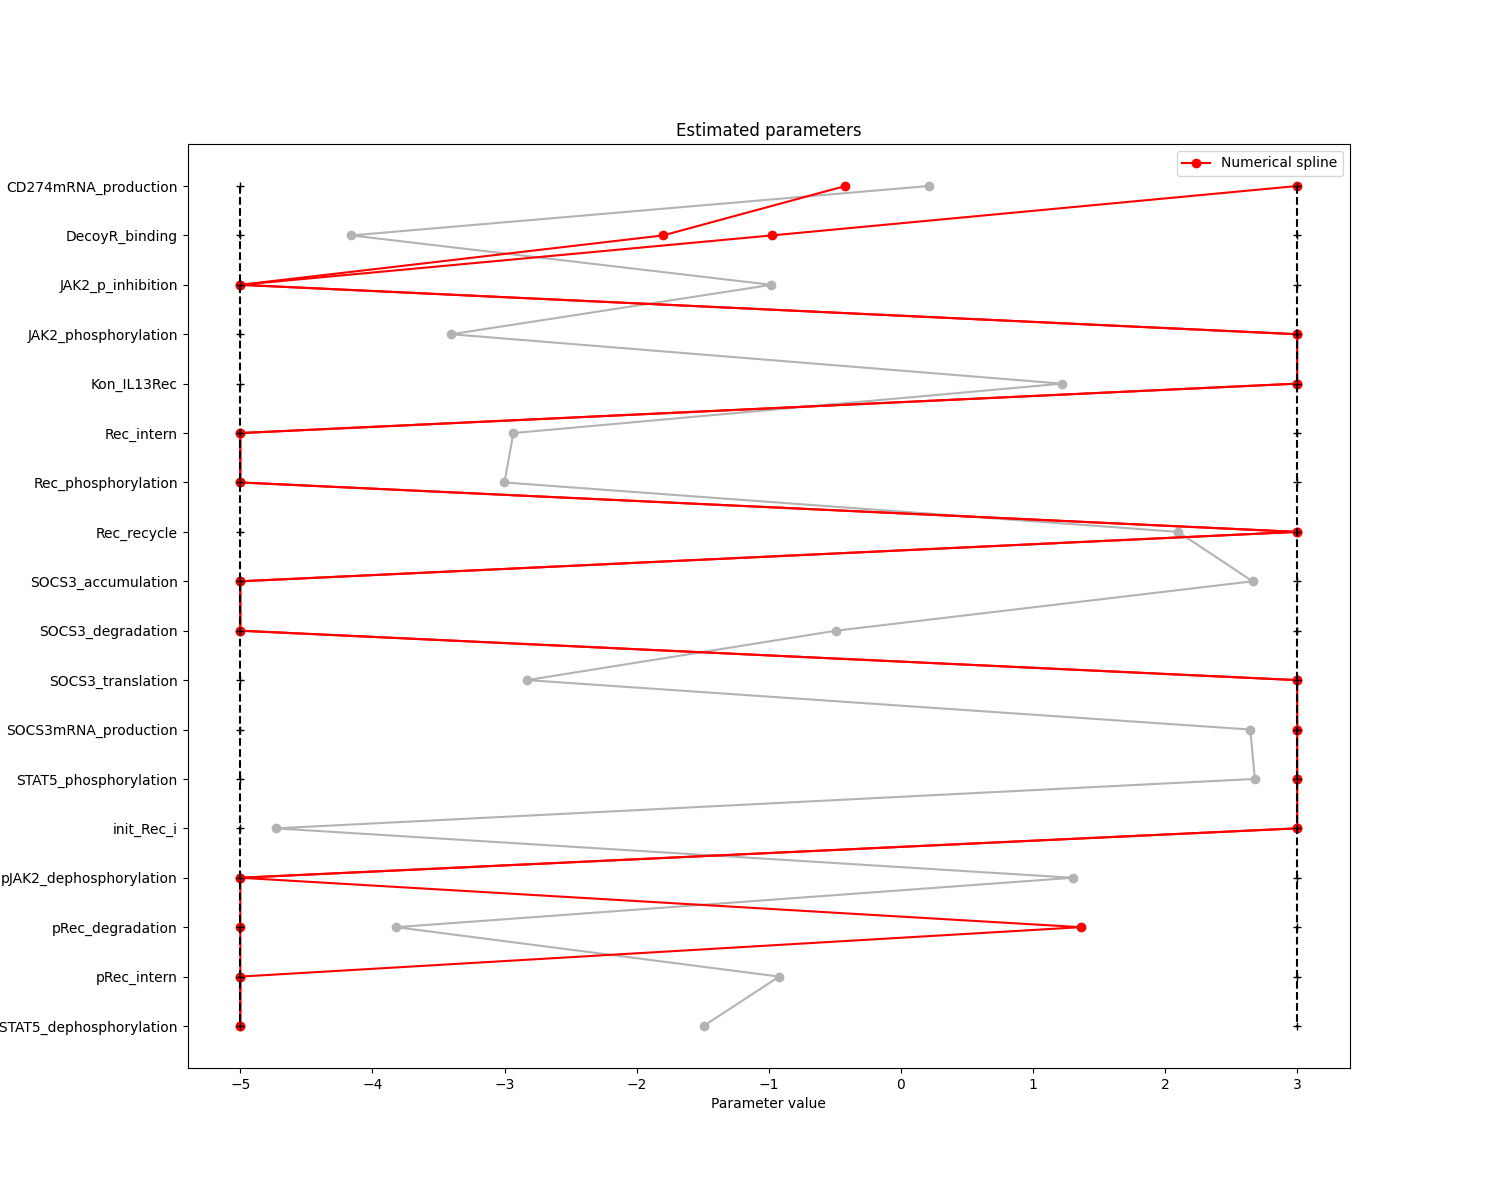 Estimated parameters
Numerical spline
CD274mRNA_production
DecoyR_binding
JAK2_p_inhibition
JAK2_phosphorylation
Kon_IL13Rec
Rec_intern
Rec_phosphorylation
Rec_recycle
SOCS3_accumulation
SOCS3_degradation
SOCS3_translation
SOCS3mRNA_production
STAT5_phosphorylation
init_Rec_i
pJAK2_dephosphorylation
pRec_degradation
pRec_intern
STAT5_dephosphorylation
−5 −4 −3 −2 −1 0 1 2 3
Parameter value